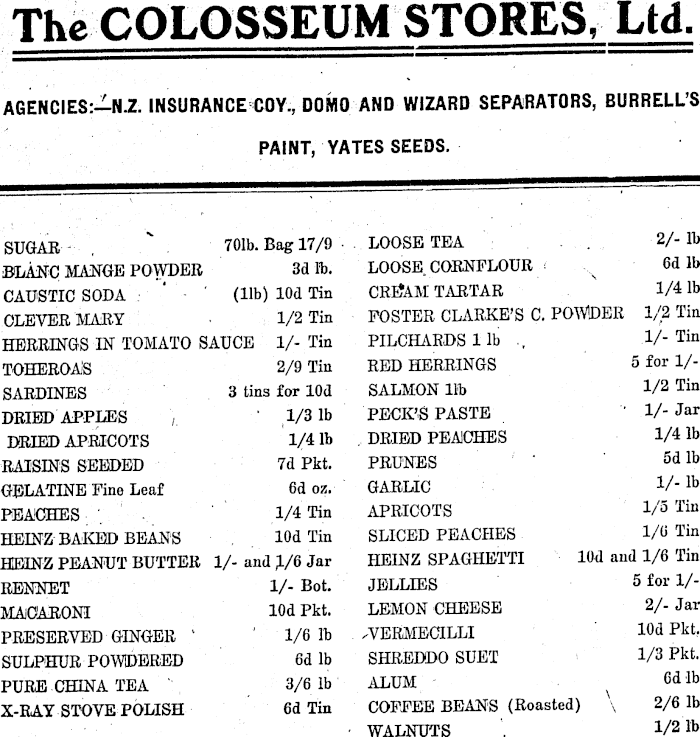 The COLOSSEUM STORES, Ltd.
AGENCIES:—N.Z. INSURANCE COY., DOMO AND WIZARD SEPARATORS, BURRELL'S
PAINT, YATES SEEDS.
SUGAR 70lb. Bag 17/9
BLANC MANGE POWDER 3d lb.
CAUSTIC SODA (1lb) 10d Tin
CLEVER MARY 1/2 Tin
HERRINGS IN TOMATO SAUCE 1/- Tin
TOHEROAS 2/9 Tin
SARDINES 3 tins for 10d
DRIED APPLES 1/3 lb
DRIED APRICOTS 1/4 lb
RAISINS SEEDED 7d Pkt.
GELATINE Fine Leaf 6d oz.
PEACHES 1/4 Tin
HEINZ BAKED BEANS 10d Tin
HEINZ PEANUT BUTTER 1/- and 1/6 Jar
RENNET 1/- Bot.
MACARONI 10d Pkt.
PRESERVED GINGER 1/6 lb
SULPHUR POWDERED 6d lb
PURE CHINA TEA 3/6 lb
X-RAY STOVE POLISH 6d Tin
LOOSE TEA 2/- lb
LOOSE CORNFLOUR 6d lb
CREAM TARTAR 1/4 lb
FOSTER CLARKE'S C. POWDER 1/2 Tin
PILCHARDS 1 lb 1/- Tin
RED HERRINGS 5 for 1/-
SALMON 1lb 1/2 Tin
PECK'S PASTE 1/- Jar
DRIED PEACHES 1/4 lb
PRUNES 5d lb
GARLIC 1/- lb
APRICOTS 1/5 Tin
SLICED PEACHES 1/6 Tin
HEINZ SPAGHETTI 10d and 1/6 Tin
JELLIES 5 for 1/-
LEMON CHEESE 2/- Jar
VERMECILLI 10d Pkt.
SHREDDO SUET 1/3 Pkt.
ALUM 6d lb
COFFEE BEANS (Roasted) 2/6 lb
WALNUTS 1/2 lb